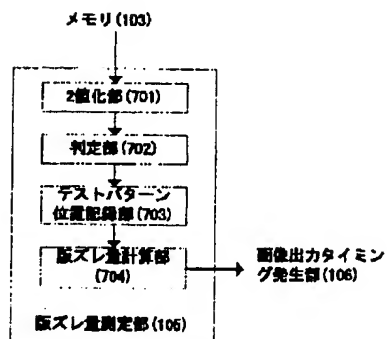 メモリ(103)
2値化部(701)
判定部(702)
テストパターン
位置記録部(703)
版ズレ量計算部
(704)
画像出力タイミン
グ発生部(106)
版ズレ量測定部(105)